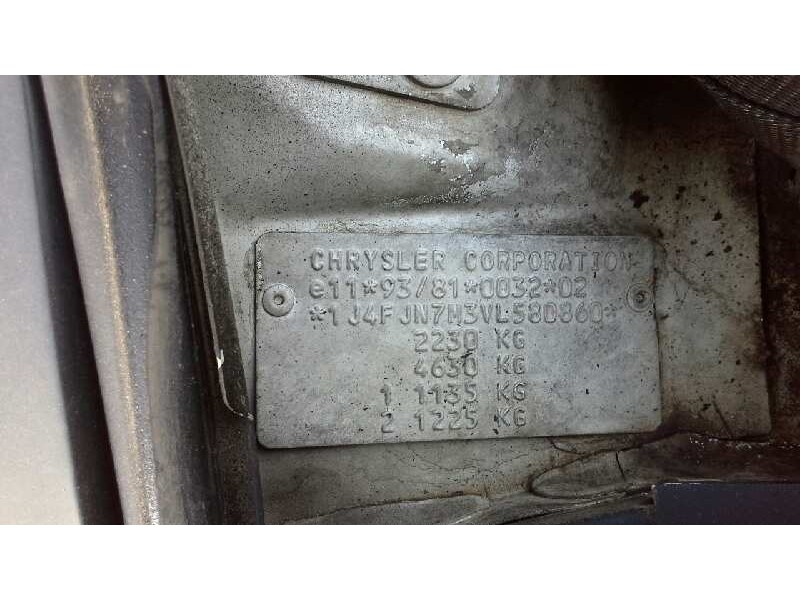 CHRYSLER CORPORATION
e11*93/81*0032*02
*1J4FJN7M3VL580860*
2230 KG
4630 KG
1 1135 KG
2 1225 KG